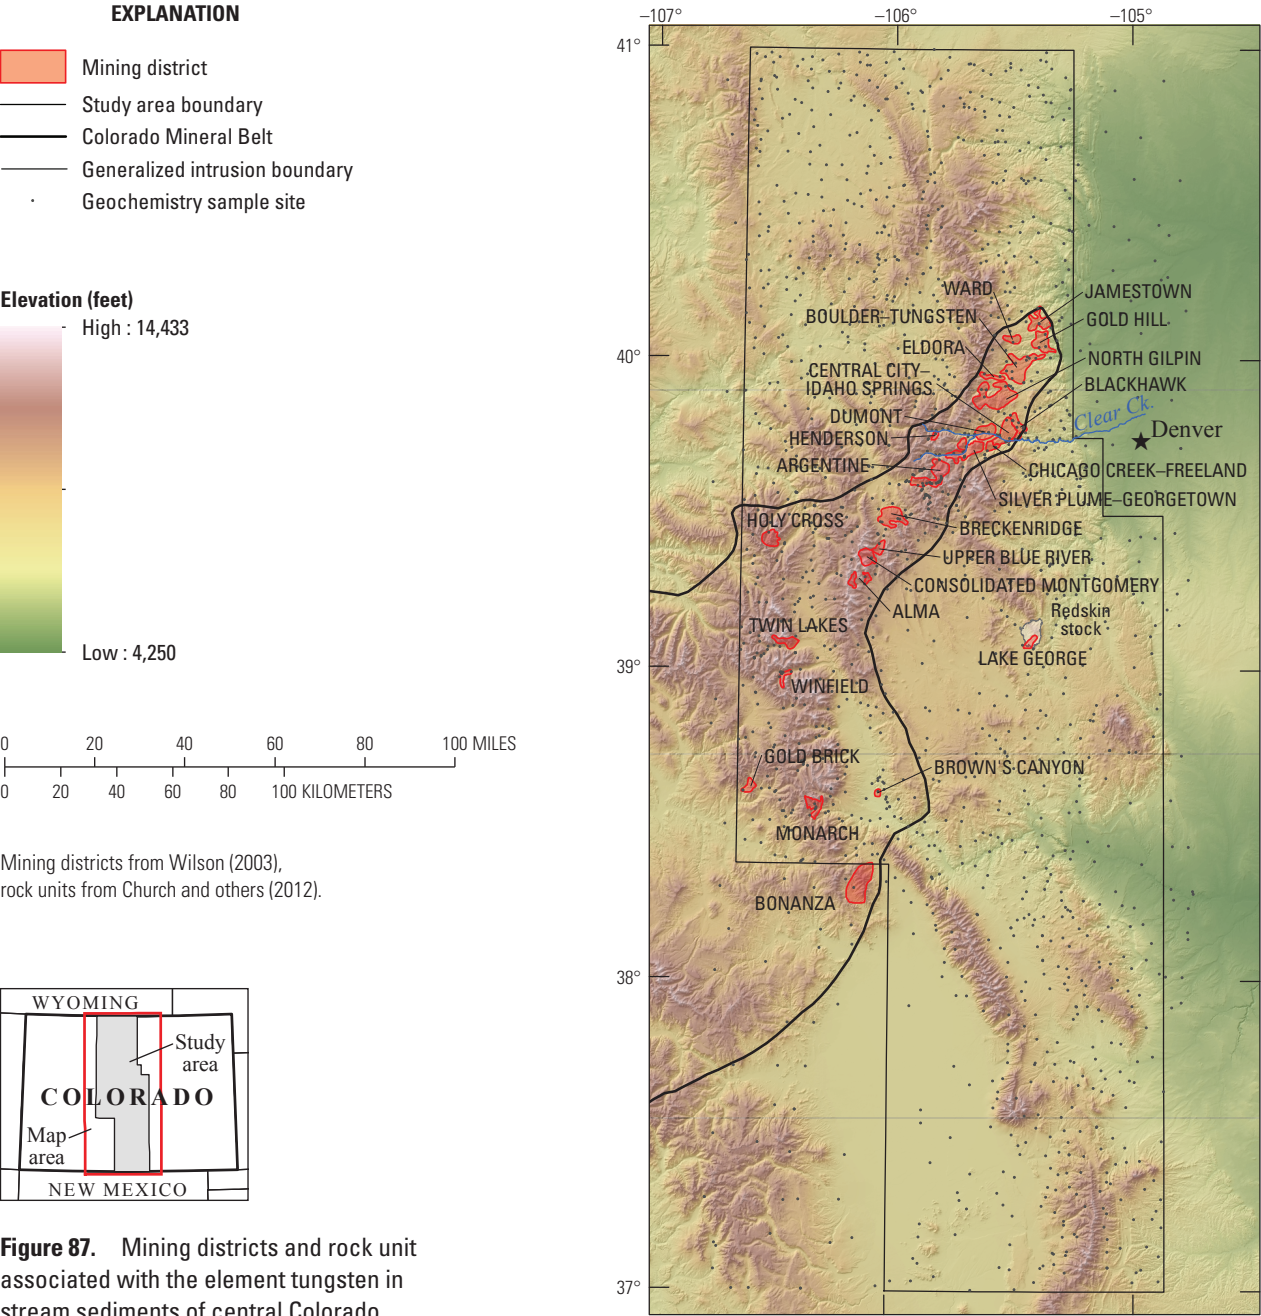 EXPLANATION
Mining district
Study area boundary
Colorado Mineral Belt
Generalized intrusion boundary
Geochemistry sample site
Elevation (feet)
High : 14,433
Low : 4,250
0 20 40 60 80 100 MILES
0 20 40 60 80 100 KILOMETERS
Mining districts from Wilson (2003),
rock units from Church and others (2012).
WYOMING
Study
area
COLORADO
Map
area
NEW MEXICO
Figure 87. Mining districts and rock unit
associated with the element tungsten in
stream sediments of central Colorado
–107° –106° –105°
41°
40°
39°
38°
37°
WARD
JAMESTOWN
BOULDER–TUNGSTEN
GOLD HILL
ELDORA
NORTH GILPIN
CENTRAL CITY–
IDAHO SPRINGS
BLACKHAWK
DUMONT
Clear Ck.
Denver
HENDERSON
ARGENTINE
CHICAGO CREEK–FREELAND
SILVER PLUME–GEORGETOWN
HOLY CROSS
BRECKENRIDGE
UPPER BLUE RIVER
CONSOLIDATED MONTGOMERY
ALMA
Redskin
stock
TWIN LAKES
LAKE GEORGE
WINFIELD
GOLD BRICK
BROWN'S CANYON
MONARCH
BONANZA